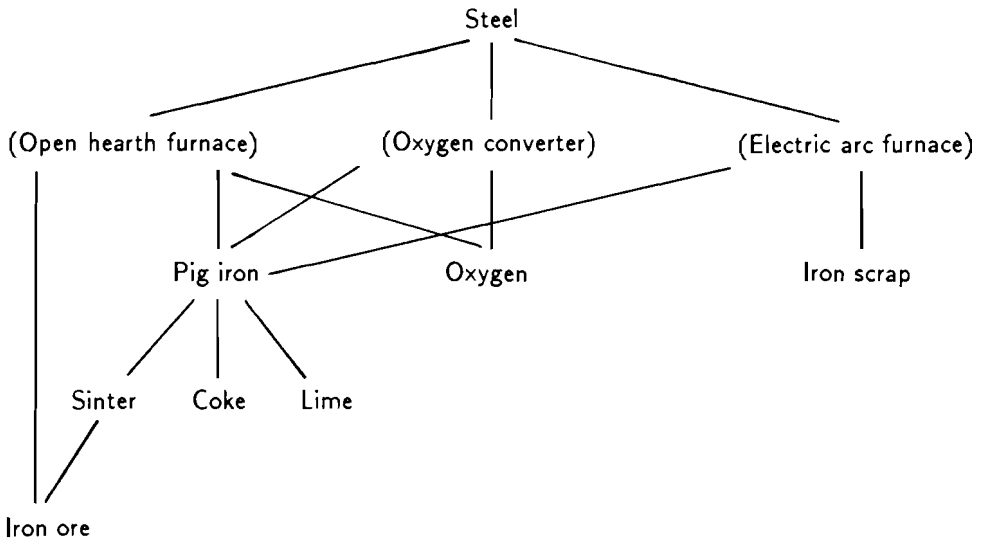 Steel
(Open hearth furnace) (Oxygen converter) (Electric arc furnace)
Pig iron Oxygen Iron scrap
Sinter Coke Lime
Iron ore